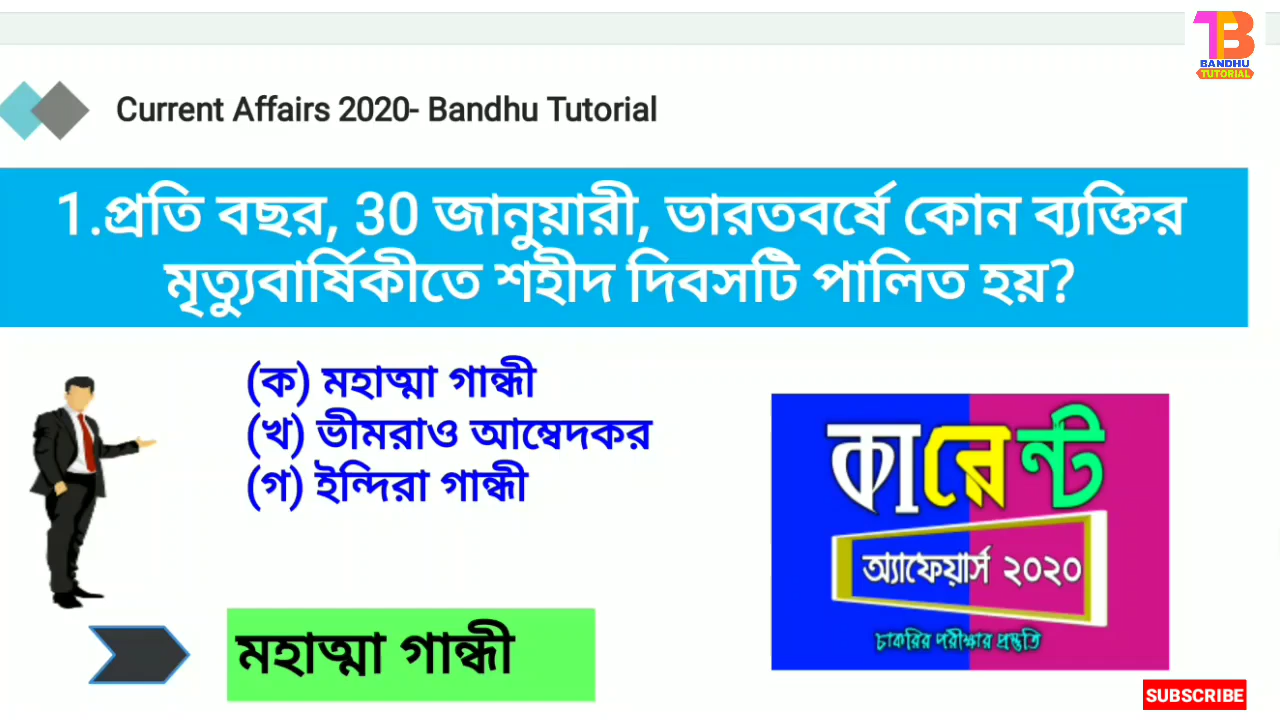 BANDHU
TUTORIAL
Current Affairs 2020- Bandhu Tutorial
1.প্রতি বছর, 30 জানুয়ারী, ভারতবর্ষে কোন ব্যক্তির
মৃত্যুবার্ষিকীতে শহীদ দিবসটি পালিত হয়?
(ক) মহাত্মা গান্ধী
(খ) ভীমরাও আম্বেদকর
(গ) ইন্দিরা গান্ধী
মহাত্মা গান্ধী
কারেন্ট
অ্যাফেয়ার্স ২০২০
চাকরির পরীক্ষার প্রস্তুতি
SUBSCRIBE